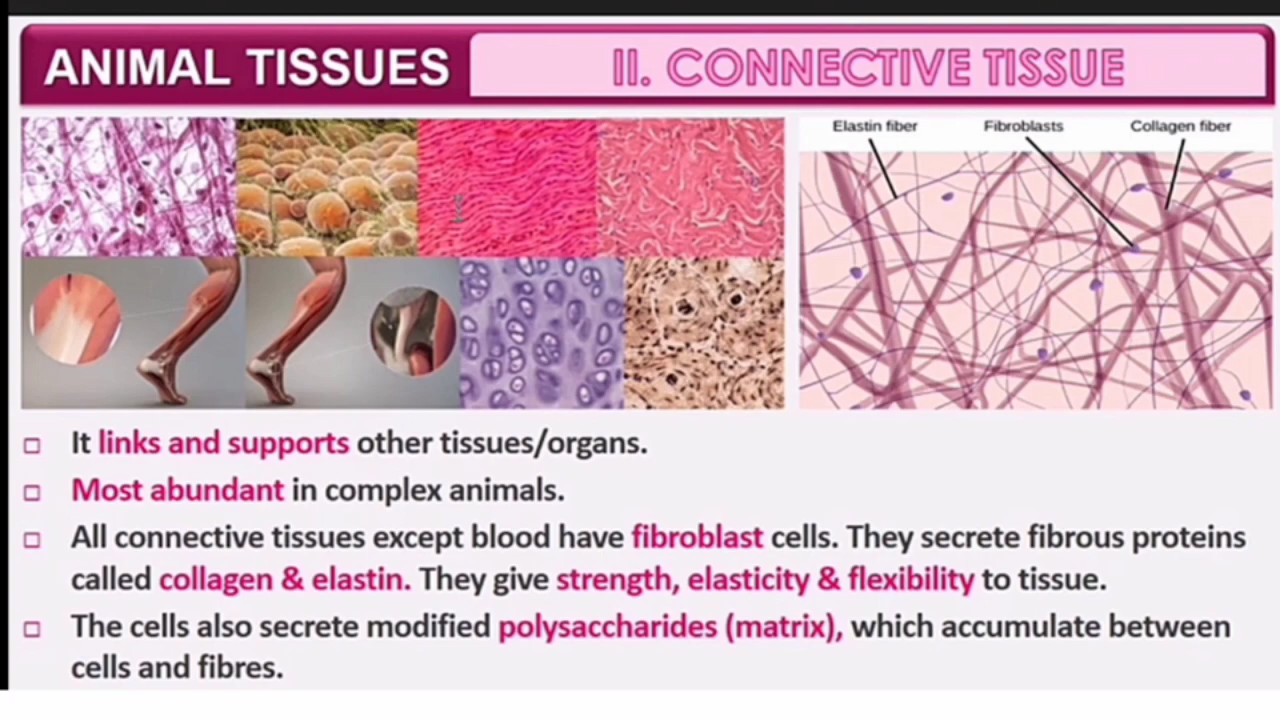 ANIMAL TISSUES
II. CONNECTIVE TISSUE
Elastin fiber Fibroblasts Collagen fiber
□ It links and supports other tissues/organs.
□ Most abundant in complex animals.
□ All connective tissues except blood have fibroblast cells. They secrete fibrous proteins
called collagen & elastin. They give strength, elasticity & flexibility to tissue.
□ The cells also secrete modified polysaccharides (matrix), which accumulate between
cells and fibres.